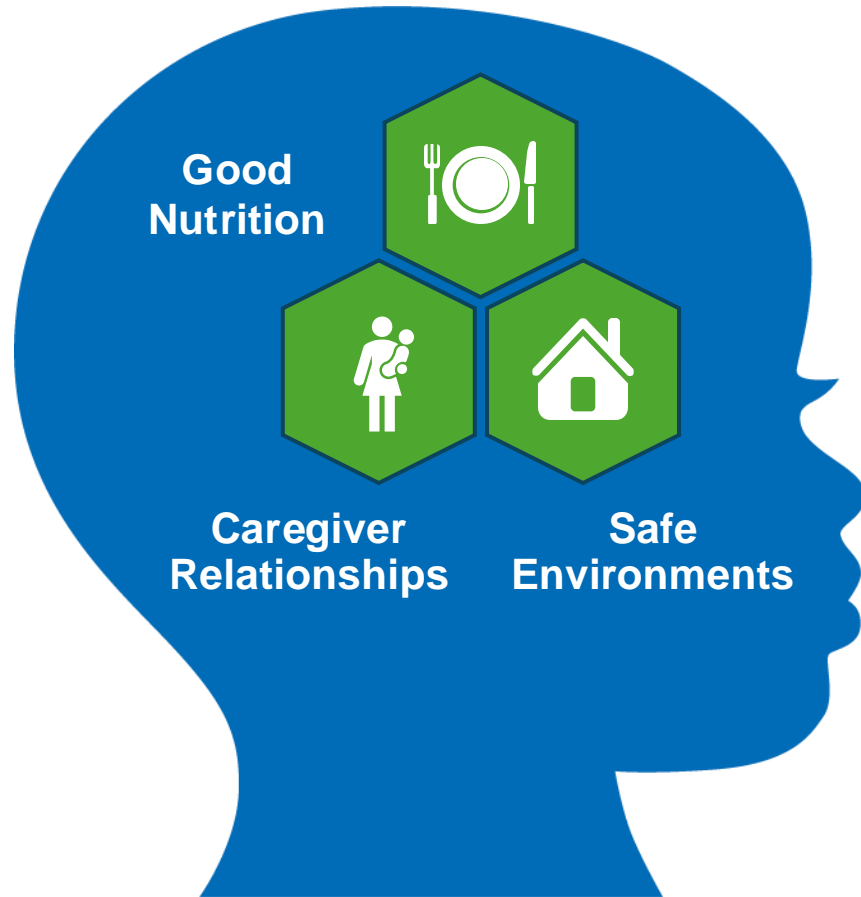 Good
Nutrition
Caregiver
Relationships
Safe
Environments